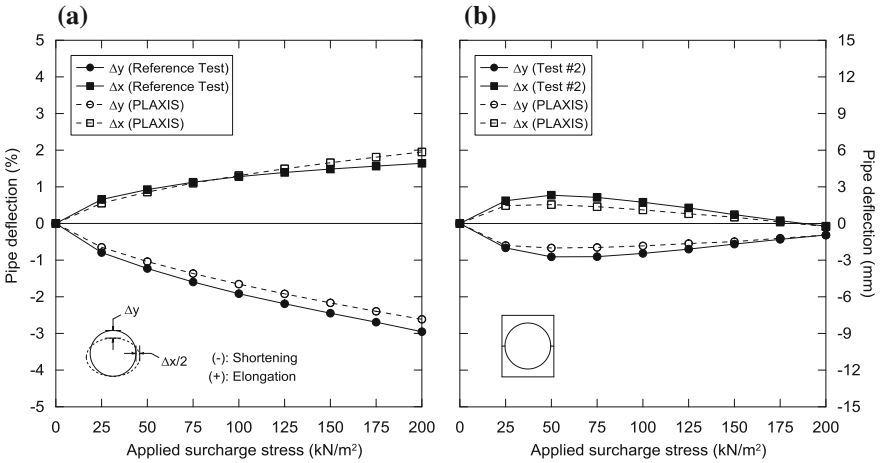 (a)
5
4
3
2
1
0
-1
-2
-3
-4
-5
Pipe deflection (%)
Δy (Reference Test)
Δx (Reference Test)
Δy (PLAXIS)
Δx (PLAXIS)
Δy
Δx/2
(-): Shortening
(+): Elongation
0 25 50 75 100 125 150 175 200
Applied surcharge stress (kN/m²)
(b)
Δy (Test #2)
Δx (Test #2)
Δy (PLAXIS)
Δx (PLAXIS)
15
12
9
6
3
0
-3
-6
-9
-12
-15
Pipe deflection (mm)
0 25 50 75 100 125 150 175 200
Applied surcharge stress (kN/m²)